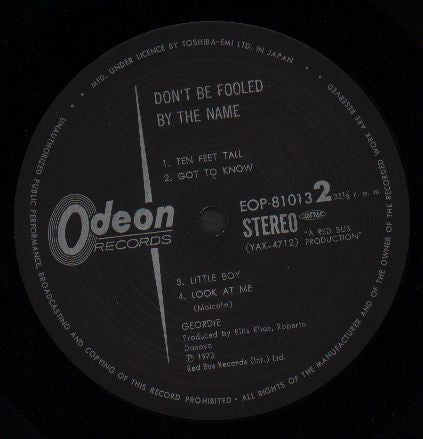 MFD. UNDER LICENCE BY TOSHIBA-EMI LTD. IN JAPAN
DON'T BE FOOLED
BY THE NAME
1. TEN FEET TALL
2. GOT TO KNOW
Odeon
RECORDS
EOP-81013 2 33⅓ r. p. m.
STEREO
(YAX-4712)
"A RED BUS
PRODUCTION"
3. LITTLE BOY
4. LOOK AT ME
(Malcolm)
GEORDIE
Produced by Ellis Elias, Roberto
Danova
Ⓟ 1973
Red Bus Records (Int.) Ltd.
UNAUTHORIZED PUBLIC PERFORMANCE, BROADCASTING AND COPYING OF THIS RECORD PROHIBITED • ALL RIGHTS OF THE MANUFACTURER AND OF THE OWNER OF THE RECORDED WORK ARE RESERVED